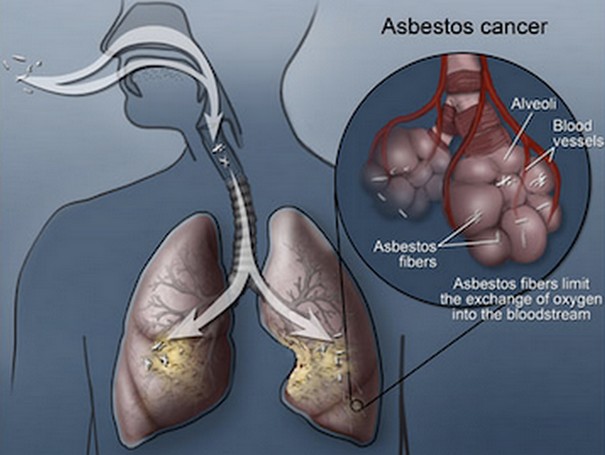 Asbestos cancer
Alveoli
Blood
vessels
Asbestos
fibers
Asbestos fibers limit
the exchange of oxygen
into the bloodstream